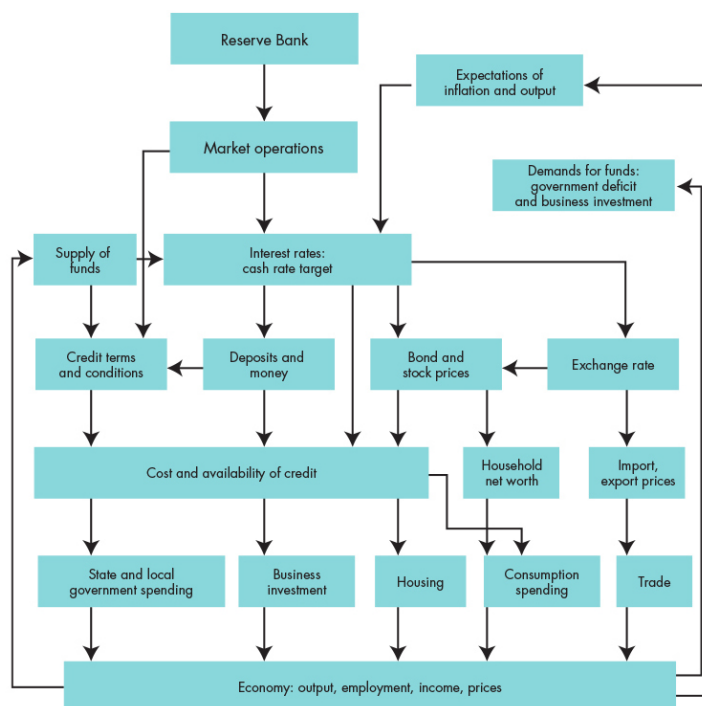 Reserve Bank
Expectations of
inflation and output
Market operations
Demands for funds:
government deficit
and business investment
Supply of
funds
Interest rates:
cash rate target
Credit terms
and conditions
Deposits and
money
Bond and
stock prices
Exchange rate
Cost and availability of credit
Household
net worth
Import,
export prices
State and local
government spending
Business
investment
Housing
Consumption
spending
Trade
Economy: output, employment, income, prices